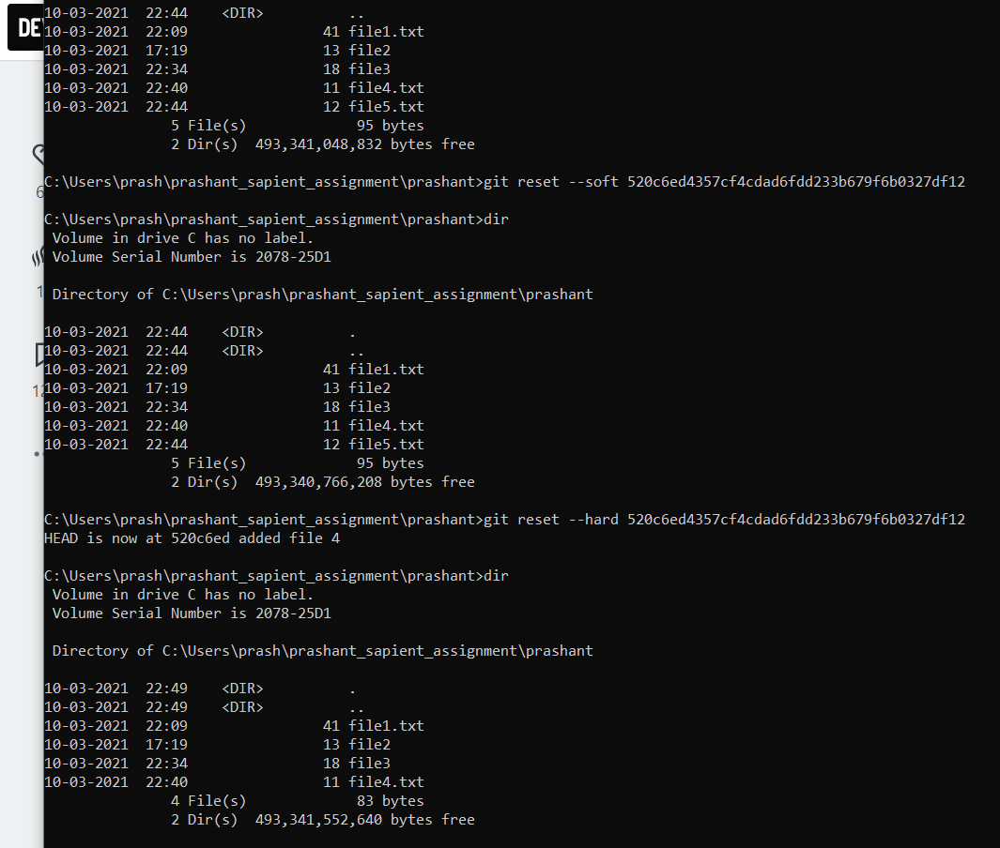 DE
10-03-2021  22:44    <DIR>          ..
10-03-2021  22:09                41 file1.txt
10-03-2021  17:19                13 file2
10-03-2021  22:34                18 file3
10-03-2021  22:40                11 file4.txt
10-03-2021  22:44                12 file5.txt
               5 File(s)             95 bytes
               2 Dir(s)  493,341,048,832 bytes free
C:\Users\prash\prashant_sapient_assignment\prashant>git reset --soft 520c6ed4357cf4cdad6fdd233b679f6b0327df12
6
C:\Users\prash\prashant_sapient_assignment\prashant>dir
 Volume in drive C has no label.
 Volume Serial Number is 2078-25D1
1
 Directory of C:\Users\prash\prashant_sapient_assignment\prashant
10-03-2021  22:44    <DIR>          .
10-03-2021  22:44    <DIR>          ..
10-03-2021  22:09                41 file1.txt
12
10-03-2021  17:19                13 file2
10-03-2021  22:34                18 file3
10-03-2021  22:40                11 file4.txt
10-03-2021  22:44                12 file5.txt
               5 File(s)             95 bytes
               2 Dir(s)  493,340,766,208 bytes free
C:\Users\prash\prashant_sapient_assignment\prashant>git reset --hard 520c6ed4357cf4cdad6fdd233b679f6b0327df12
HEAD is now at 520c6ed added file 4
C:\Users\prash\prashant_sapient_assignment\prashant>dir
 Volume in drive C has no label.
 Volume Serial Number is 2078-25D1
 Directory of C:\Users\prash\prashant_sapient_assignment\prashant
10-03-2021  22:49    <DIR>          .
10-03-2021  22:49    <DIR>          ..
10-03-2021  22:09                41 file1.txt
10-03-2021  17:19                13 file2
10-03-2021  22:34                18 file3
10-03-2021  22:40                11 file4.txt
               4 File(s)             83 bytes
               2 Dir(s)  493,341,552,640 bytes free